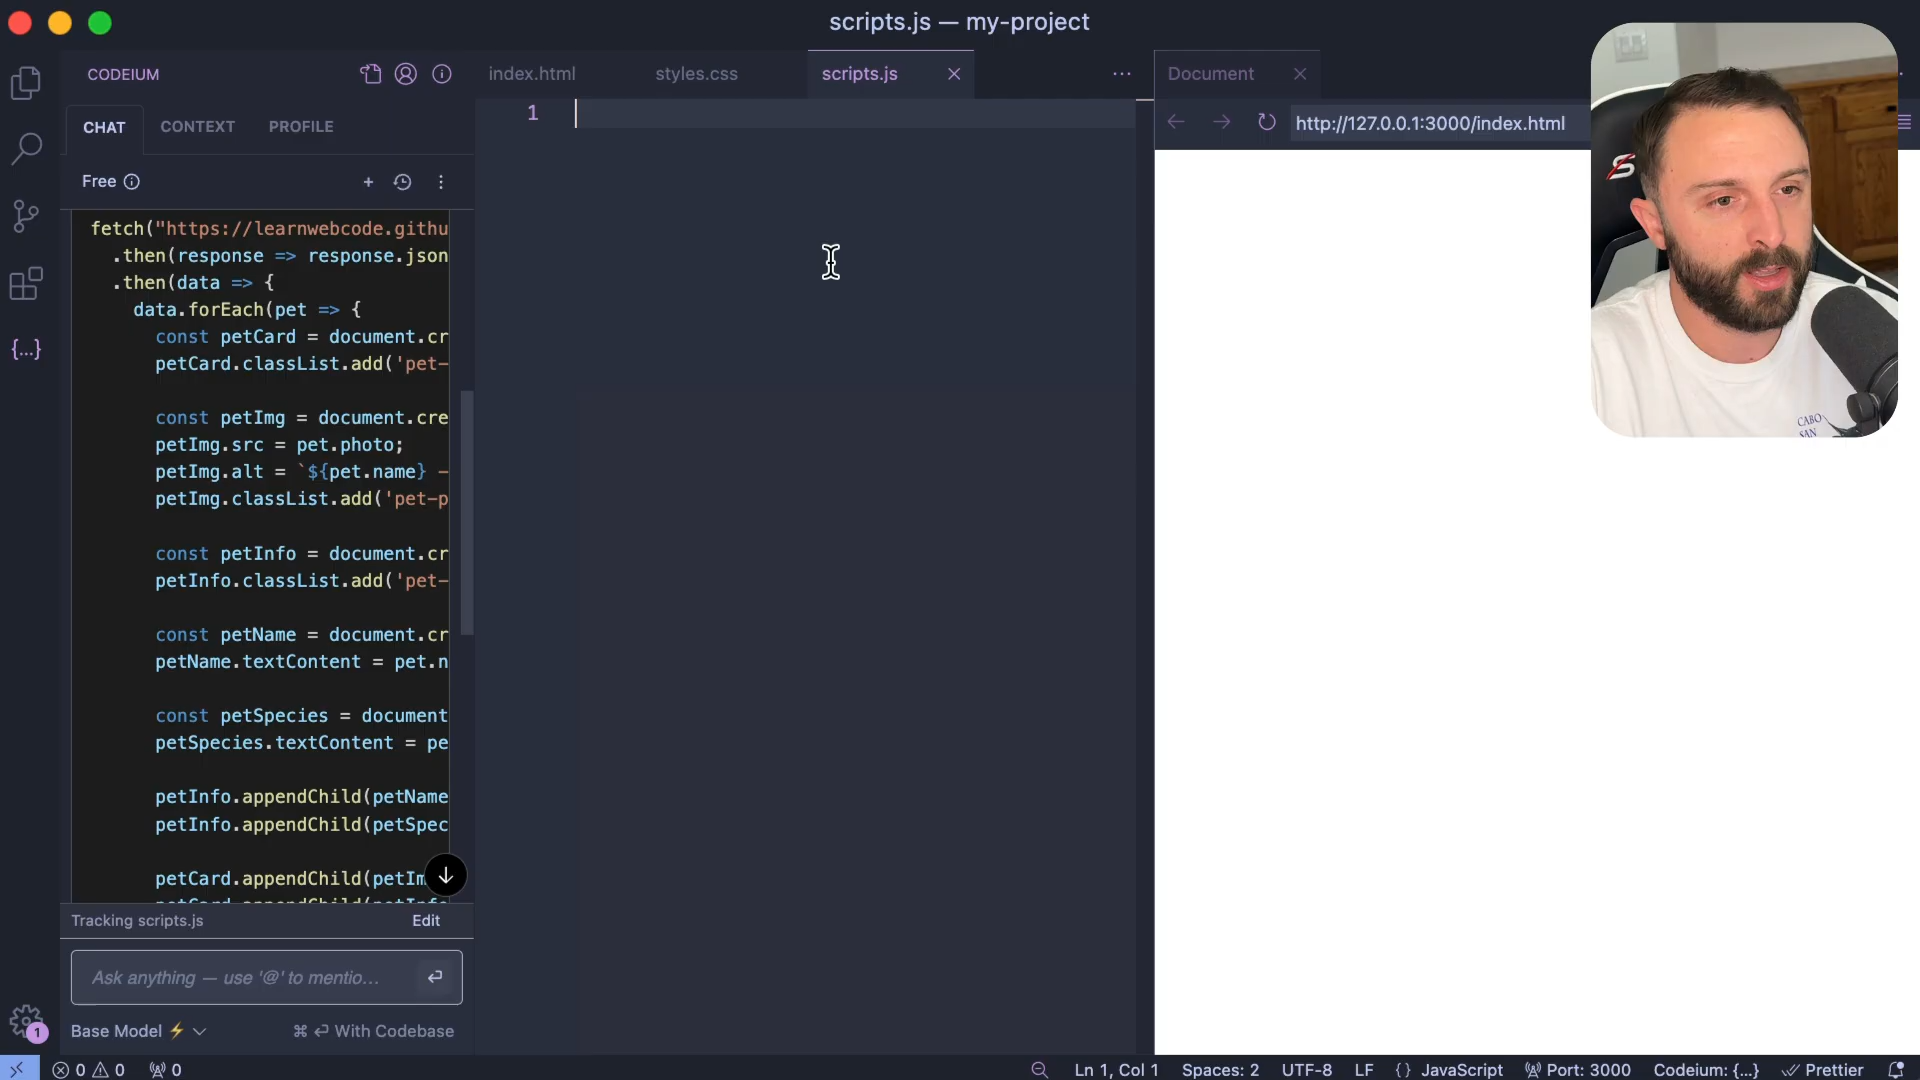 scripts.js — my-project
CODEIUM
index.html
styles.css
scripts.js
Document
CHAT
CONTEXT
PROFILE
1
http://127.0.0.1:3000/index.html
Free
fetch("https://learnwebcode.githu
.then(response => response.json
.then(data => {
data.forEach(pet => {
const petCard = document.cr
petCard.classList.add('pet-
const petImg = document.cre
petImg.src = pet.photo;
petImg.alt = `${pet.name} –
petImg.classList.add('pet-p
const petInfo = document.cr
petInfo.classList.add('pet-
const petName = document.cr
petName.textContent = pet.n
const petSpecies = document
petSpecies.textContent = pe
petInfo.appendChild(petName
petInfo.appendChild(petSpec
petCard.appendChild(petIm
Tracking scripts.js
Edit
Ask anything — use '@' to mentio...
Base Model
With Codebase
1
0 0 0
Ln 1, Col 1
Spaces: 2
UTF-8
LF
{} JavaScript
Port: 3000
Codeium: {...}
Prettier
CABO
SAN